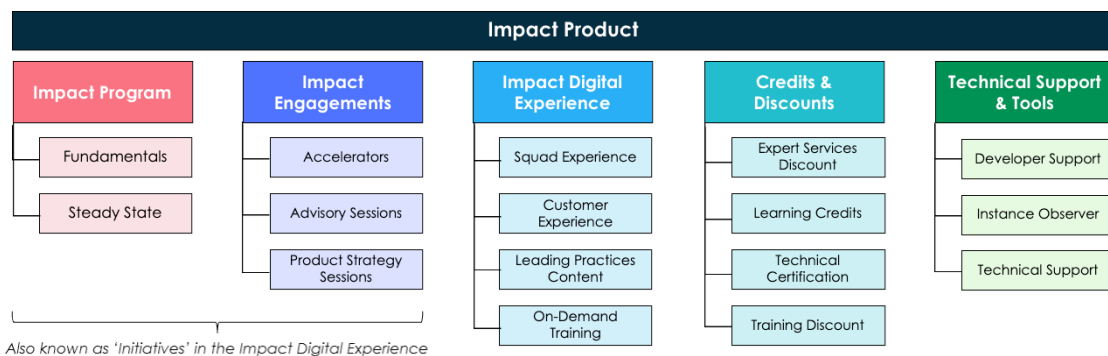 Impact Product
Impact Program
Fundamentals
Steady State
Impact
Engagements
Accelerators
Advisory Sessions
Product Strategy
Sessions
Impact Digital
Experience
Squad Experience
Customer
Experience
Leading Practices
Content
On-Demand
Training
Credits &
Discounts
Expert Services
Discount
Learning Credits
Technical
Certification
Training Discount
Technical Support
& Tools
Developer Support
Instance Observer
Technical Support
Also known as 'Initiatives' in the Impact Digital Experience